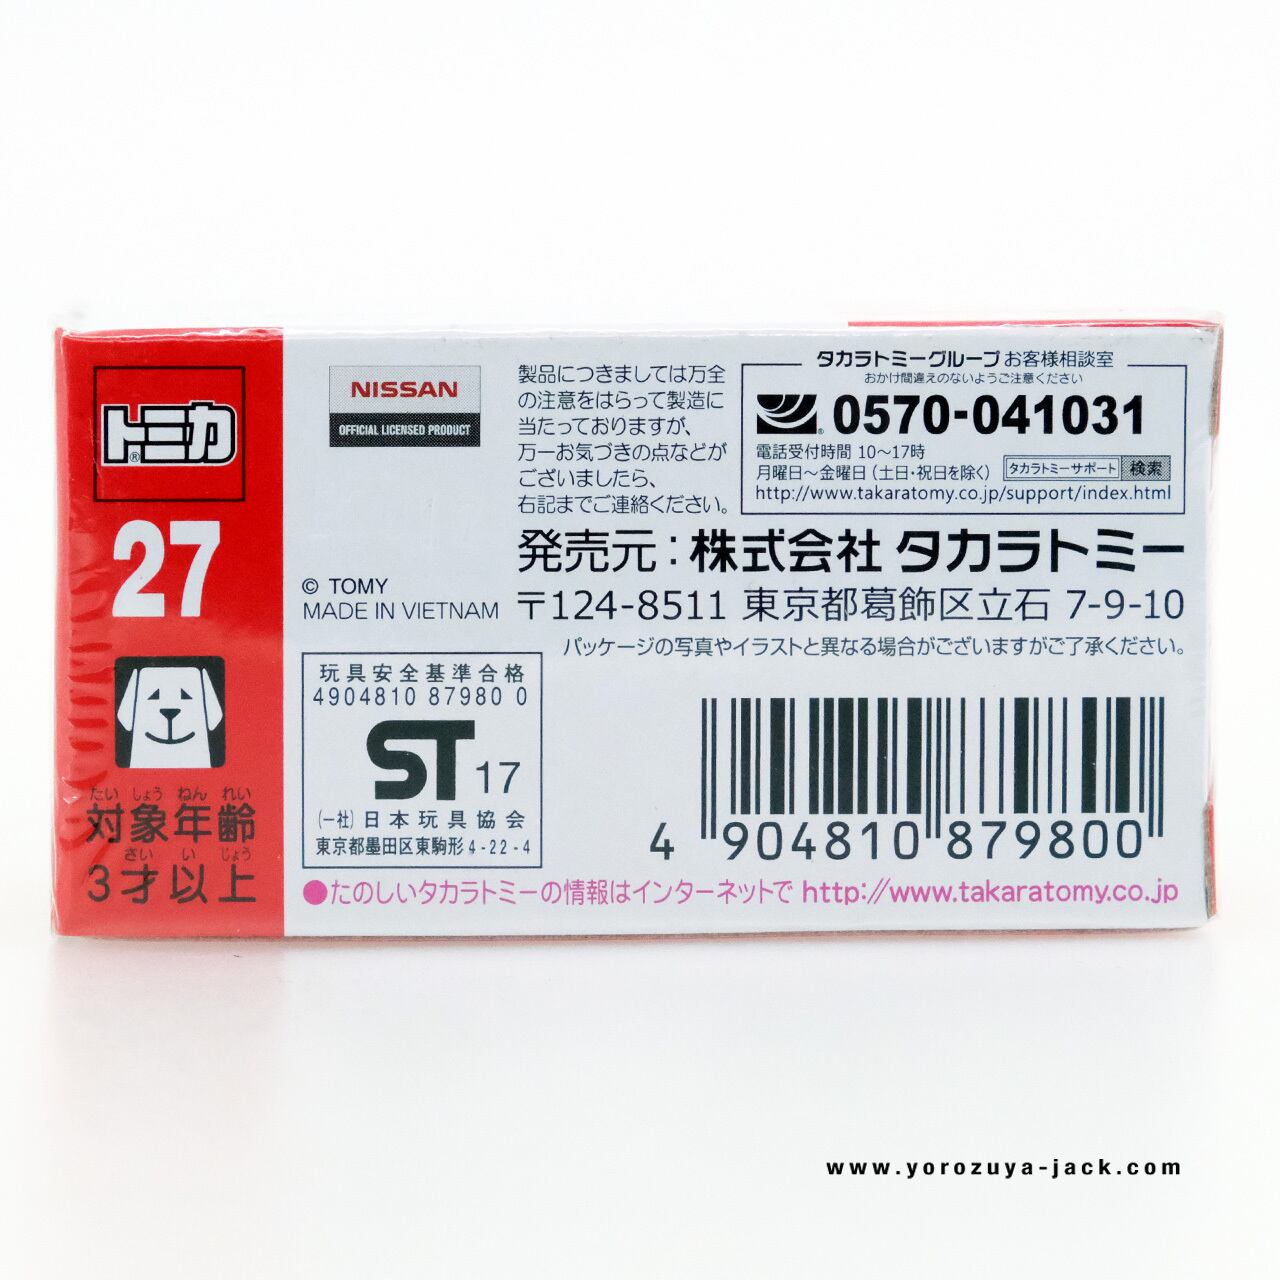 トミカ®
27
たいしょうねんれい
対象年齢
さい い じょう
3才以上
NISSAN
OFFICIAL LICENSED PRODUCT
© TOMY
MADE IN VIETNAM
製品につきましては万全
の注意をはらって製造に
当たっておりますが、
万一お気づきの点などが
ございましたら、
右記までご連絡ください。
タカラトミーグループお客様相談室
おかけ間違えのないようご注意ください
0570-041031
電話受付時間 10〜17時
月曜日〜金曜日(土日・祝日を除く) タカラトミーサポート 検索
http://www.takaratomy.co.jp/support/index.html
発売元:株式会社 タカラトミー
〒124-8511 東京都葛飾区立石 7-9-10
パッケージの写真やイラストと異なる場合がございますがご了承ください。
玩具安全基準合格
4904810 87980 0
ST 17
(一社)日本玩具協会
東京都墨田区東駒形4-22-4
4 904810 879800
●たのしいタカラトミーの情報はインターネットで http://www.takaratomy.co.jp
www.yorozuya-jack.com